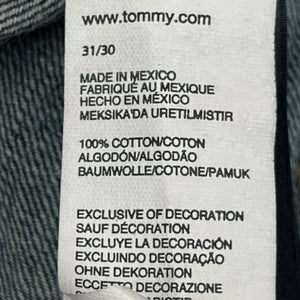 www.tommy.com
31/30
MADE IN MEXICO
FABRIQUÉ AU MEXIQUE
HECHO EN MÉXICO
MEKSIKA'DA URETILMISTIR
100% COTTON/COTON
ALGODÓN/ALGODÃO
BAUMWOLLE/COTONE/PAMUK
EXCLUSIVE OF DECORATION
SAUF DÉCORATION
EXCLUYE LA DECORACIÓN
EXCLUINDO DECORAÇÃO
OHNE DEKORATION
ECCETTO DECORAZIONE